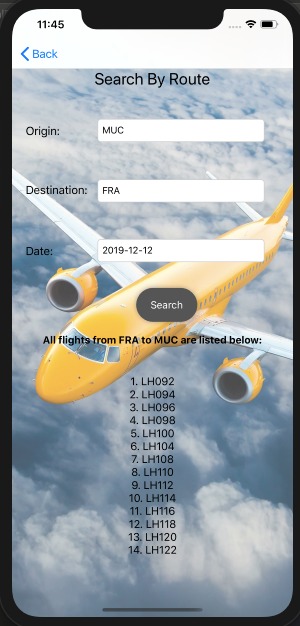 11:45
Back
Search By Route
Origin: MUC
Destination: FRA
Date: 2019-12-12
Search
All flights from FRA to MUC are listed below:
1. LH092
2. LH094
3. LH096
4. LH098
5. LH100
6. LH104
7. LH108
8. LH110
9. LH112
10. LH114
11. LH116
12. LH118
13. LH120
14. LH122